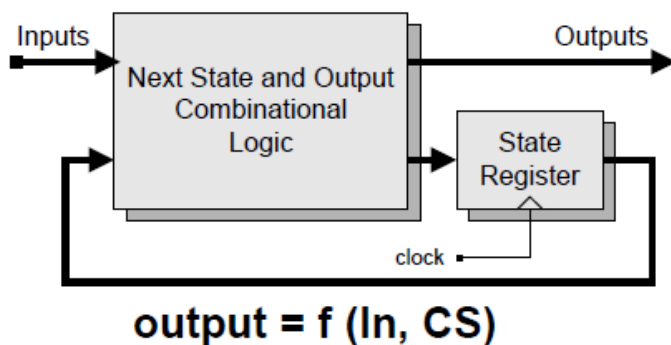 Inputs
Outputs
Next State and Output
Combinational
Logic
State
Register
clock
output = f (In, CS)